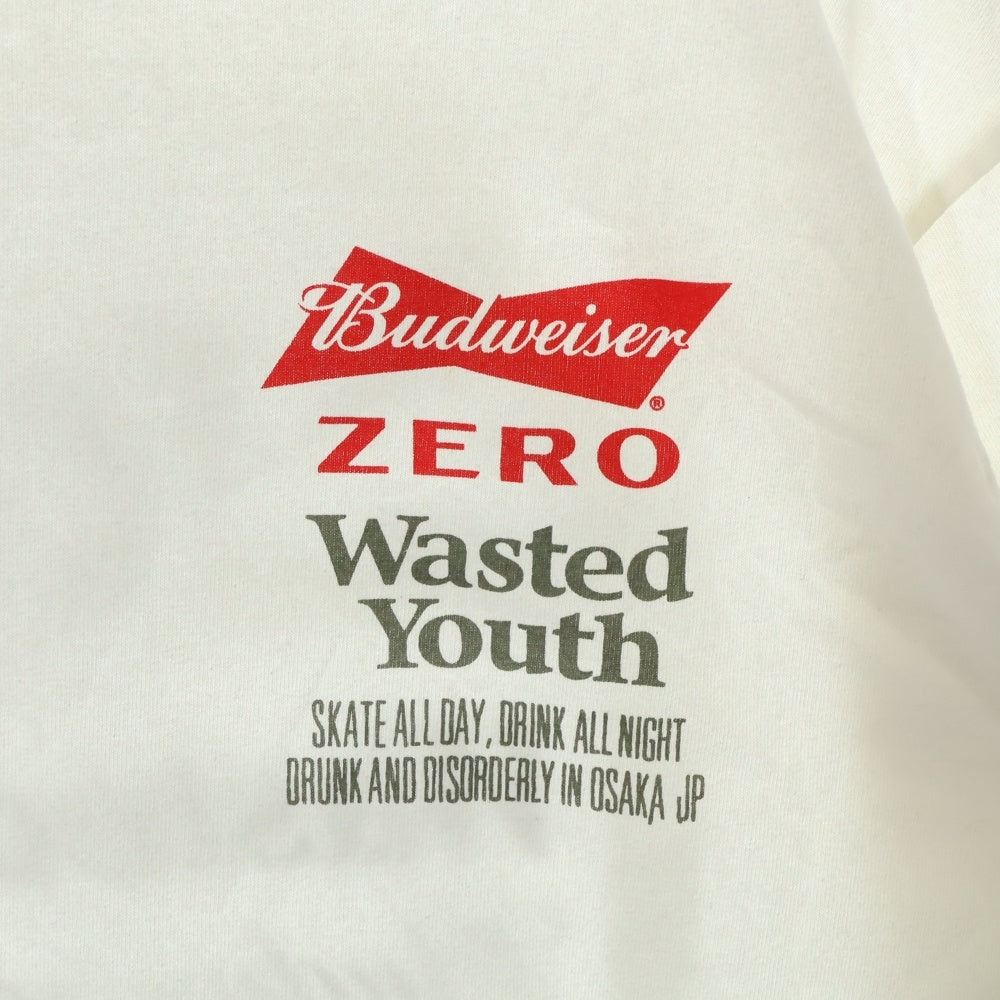 Budweiser®
ZERO
Wasted
Youth
SKATE ALL DAY, DRINK ALL NIGHT
DRUNK AND DISORDERLY IN OSAKA JP